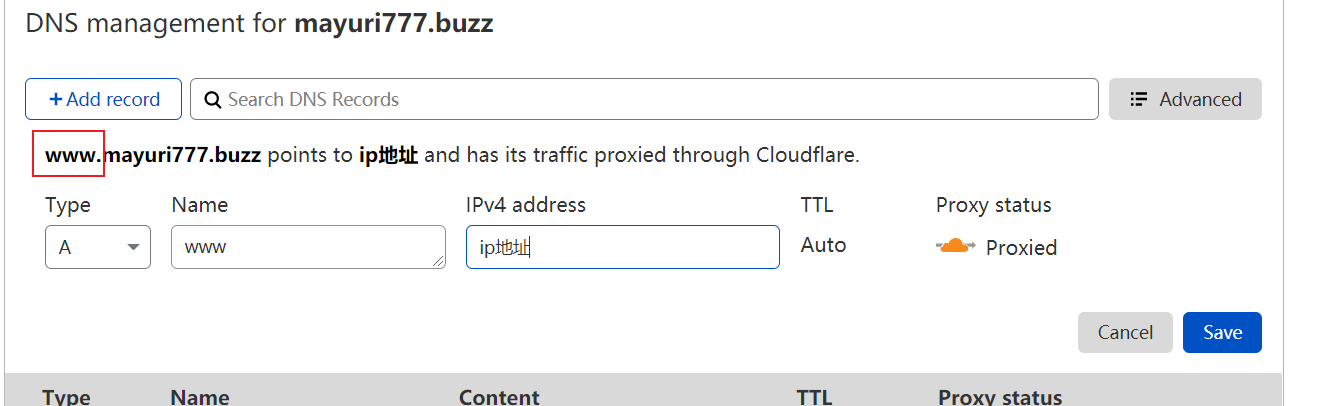 DNS management for mayuri777.buzz
+ Add record Search DNS Records Advanced
www.mayuri777.buzz points to ip地址 and has its traffic proxied through Cloudflare.
Type Name IPv4 address TTL Proxy status
A www ip地址 Auto Proxied
Cancel Save
Type Name Content TTL Proxy status